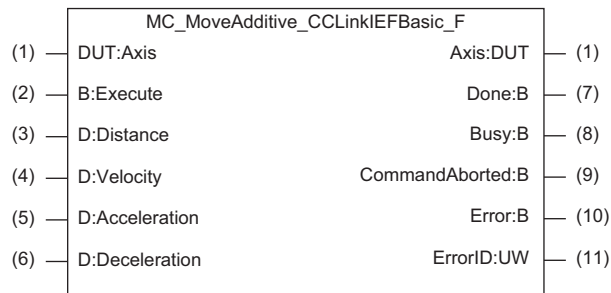 MC_MoveAdditive_CCLinkIEFBasic_F
(1) DUT:Axis Axis:DUT (1)
(2) B:Execute Done:B (7)
(3) D:Distance Busy:B (8)
(4) D:Velocity CommandAborted:B (9)
(5) D:Acceleration Error:B (10)
(6) D:Deceleration ErrorID:UW (11)